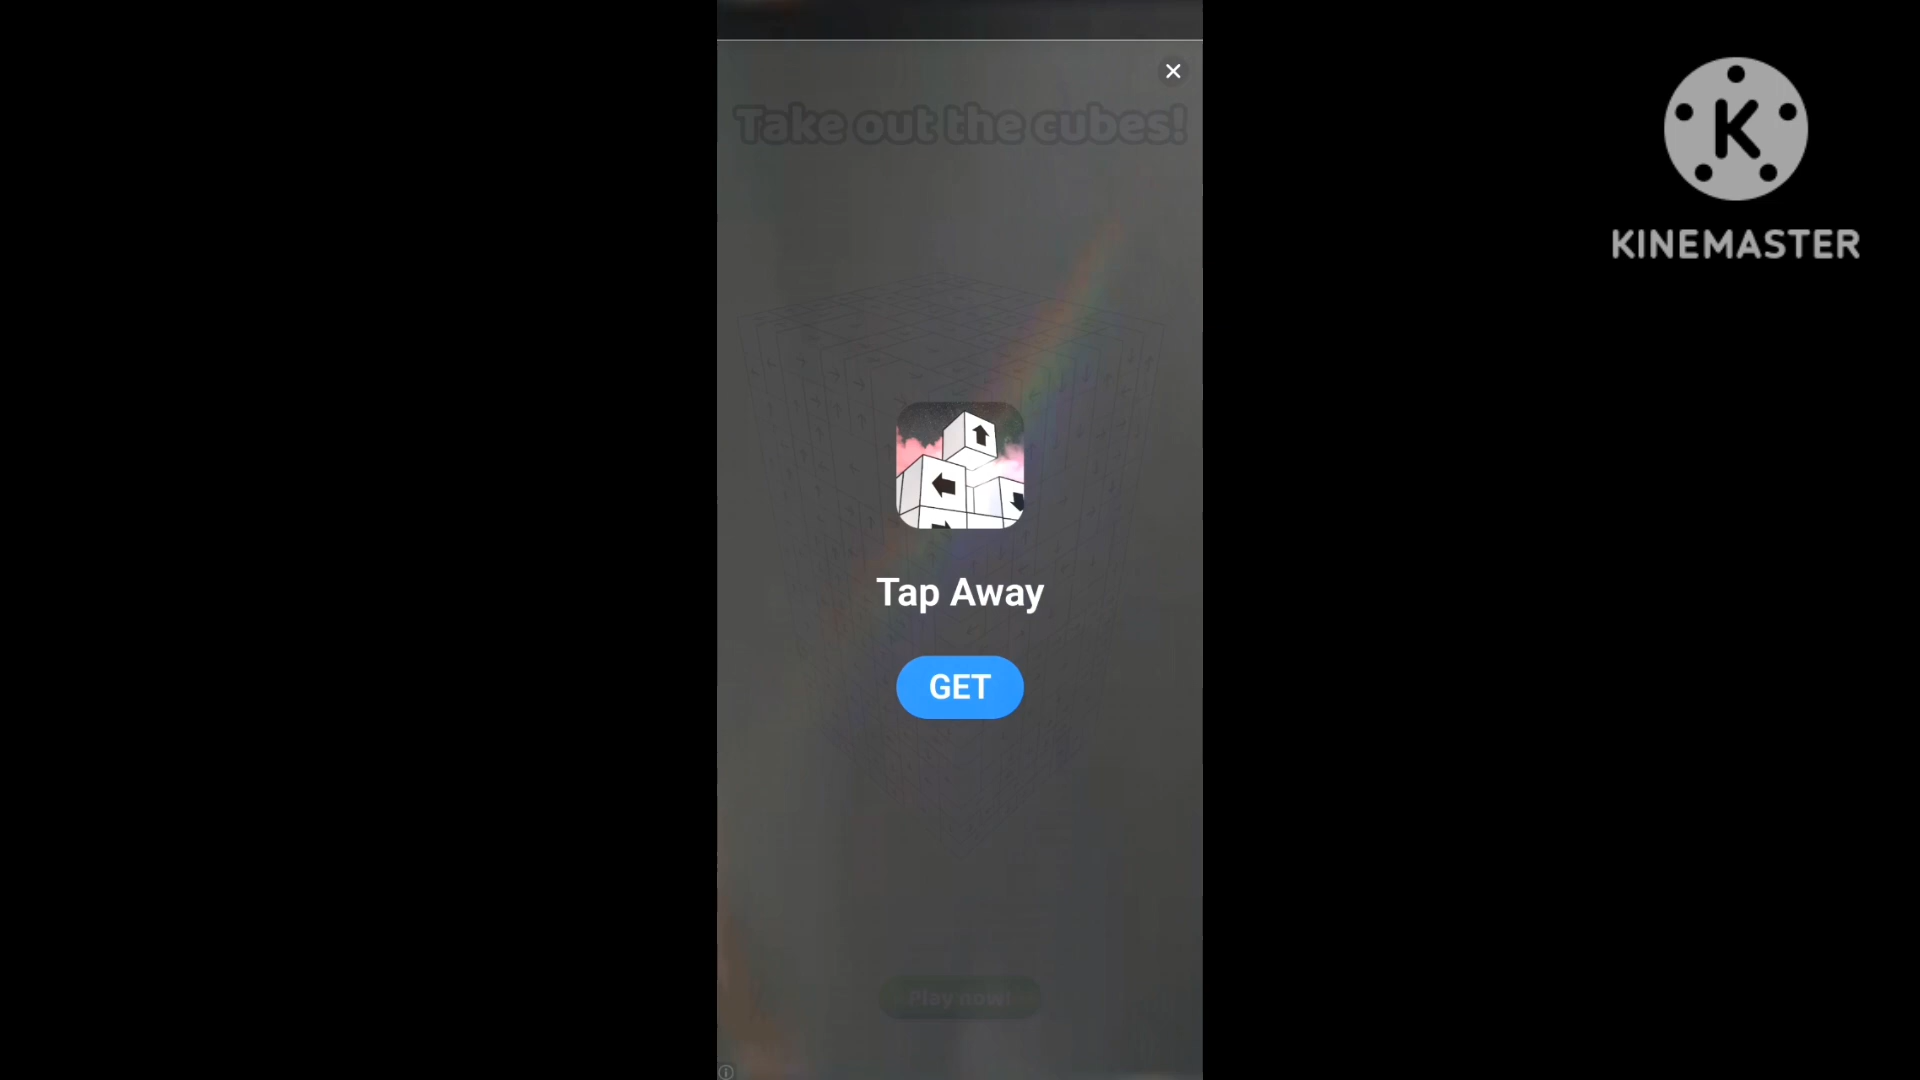 Take out the cubes!
K
KINEMASTER
Tap Away
GET
Play now!